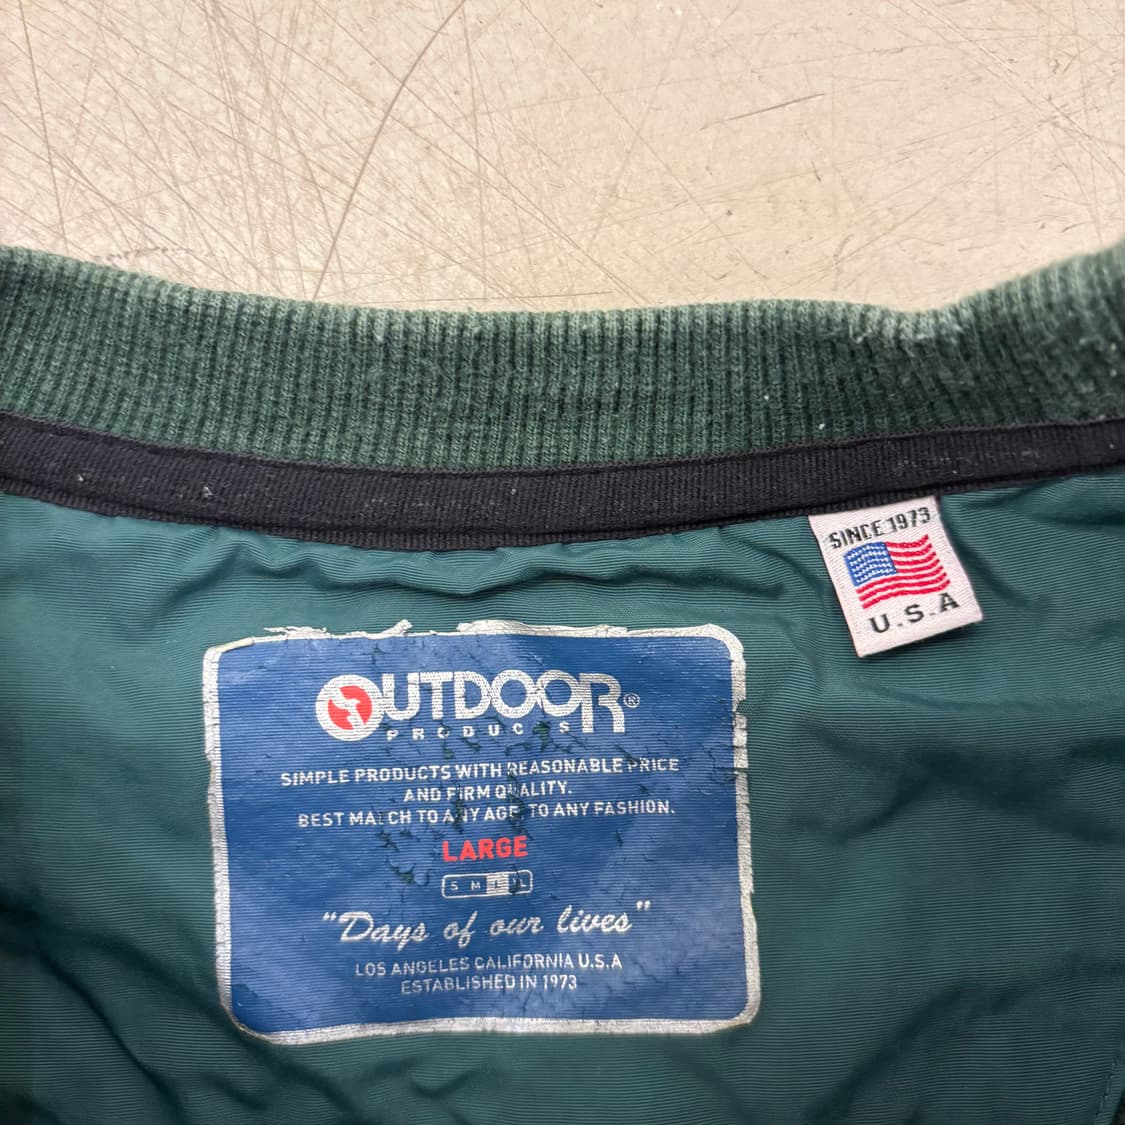 SINCE 1973
U.S.A
OUTDOOR®
PRODUCTS
SIMPLE PRODUCTS WITH REASONABLE PRICE
AND FIRM QUALITY.
BEST MATCH TO ANY AGE, TO ANY FASHION.
LARGE
S M L XL
"Days of our lives"
LOS ANGELES CALIFORNIA U.S.A
ESTABLISHED IN 1973